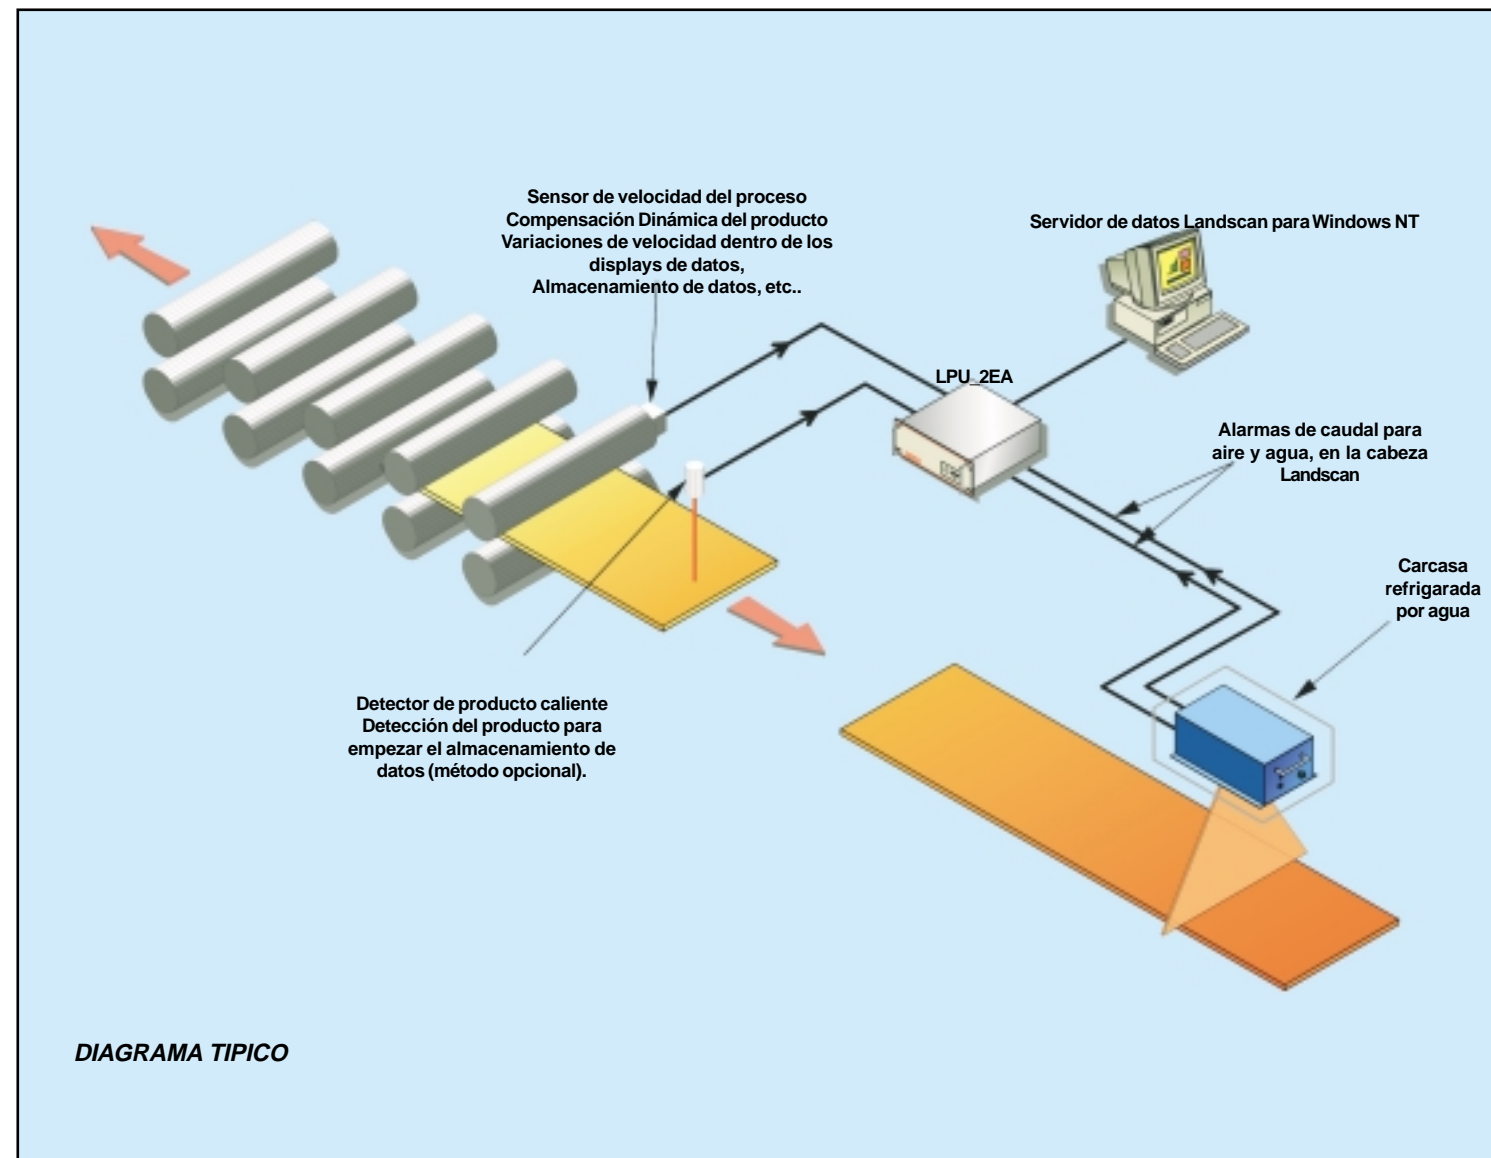 Sensor de velocidad del proceso
Compensación Dinámica del producto
Variaciones de velocidad dentro de los
displays de datos,
Almacenamiento de datos, etc..
Servidor de datos Landscan para Windows NT
LPU_2EA
Alarmas de caudal para
aire y agua, en la cabeza
Landscan
Carcasa
refrigarada
por agua
Detector de producto caliente
Detección del producto para
empezar el almacenamiento de
datos (método opcional).
DIAGRAMA TIPICO